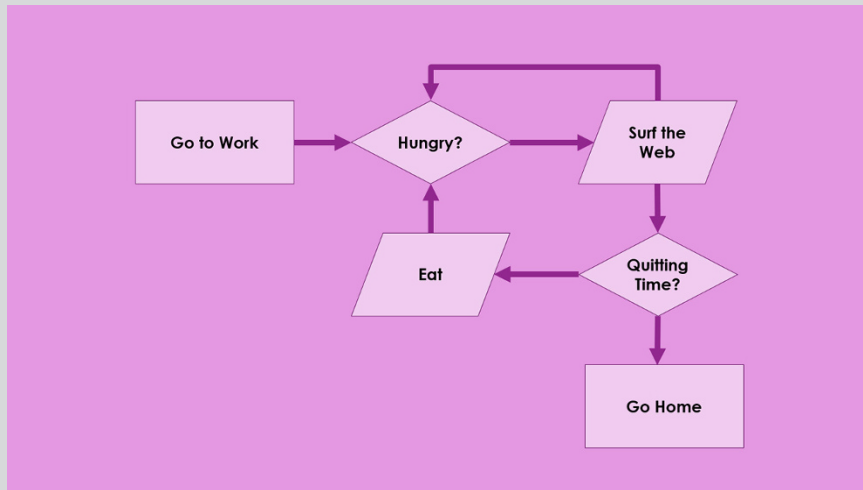 Go to Work
Hungry?
Surf the
Web
Eat
Quitting
Time?
Go Home